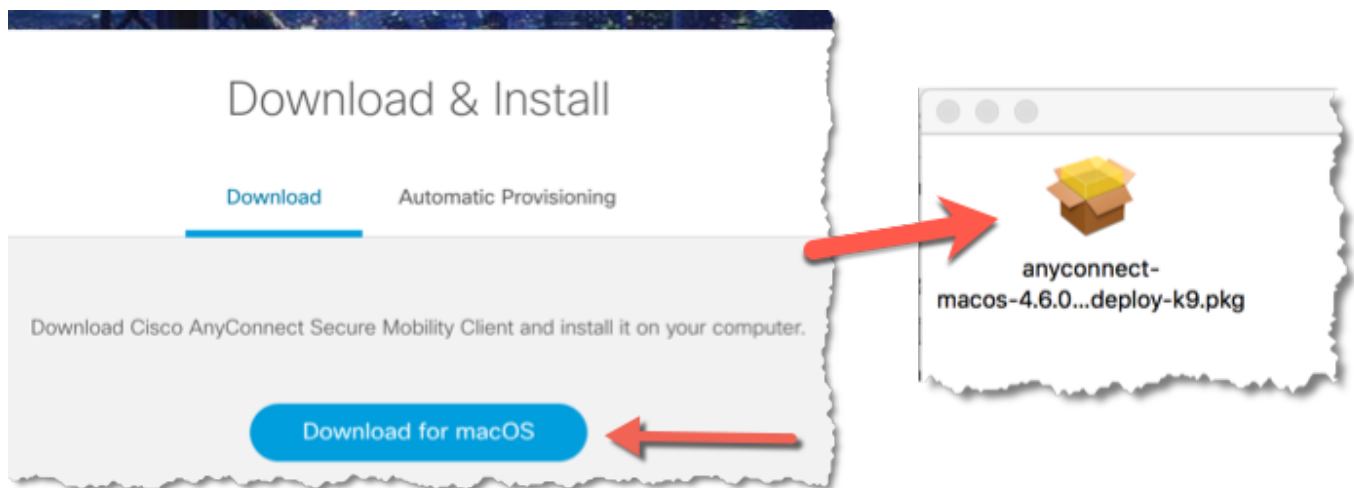 Download & Install
Download
Automatic Provisioning
Download Cisco AnyConnect Secure Mobility Client and install it on your computer.
Download for macOS
anyconnect-
macos-4.6.0...deploy-k9.pkg